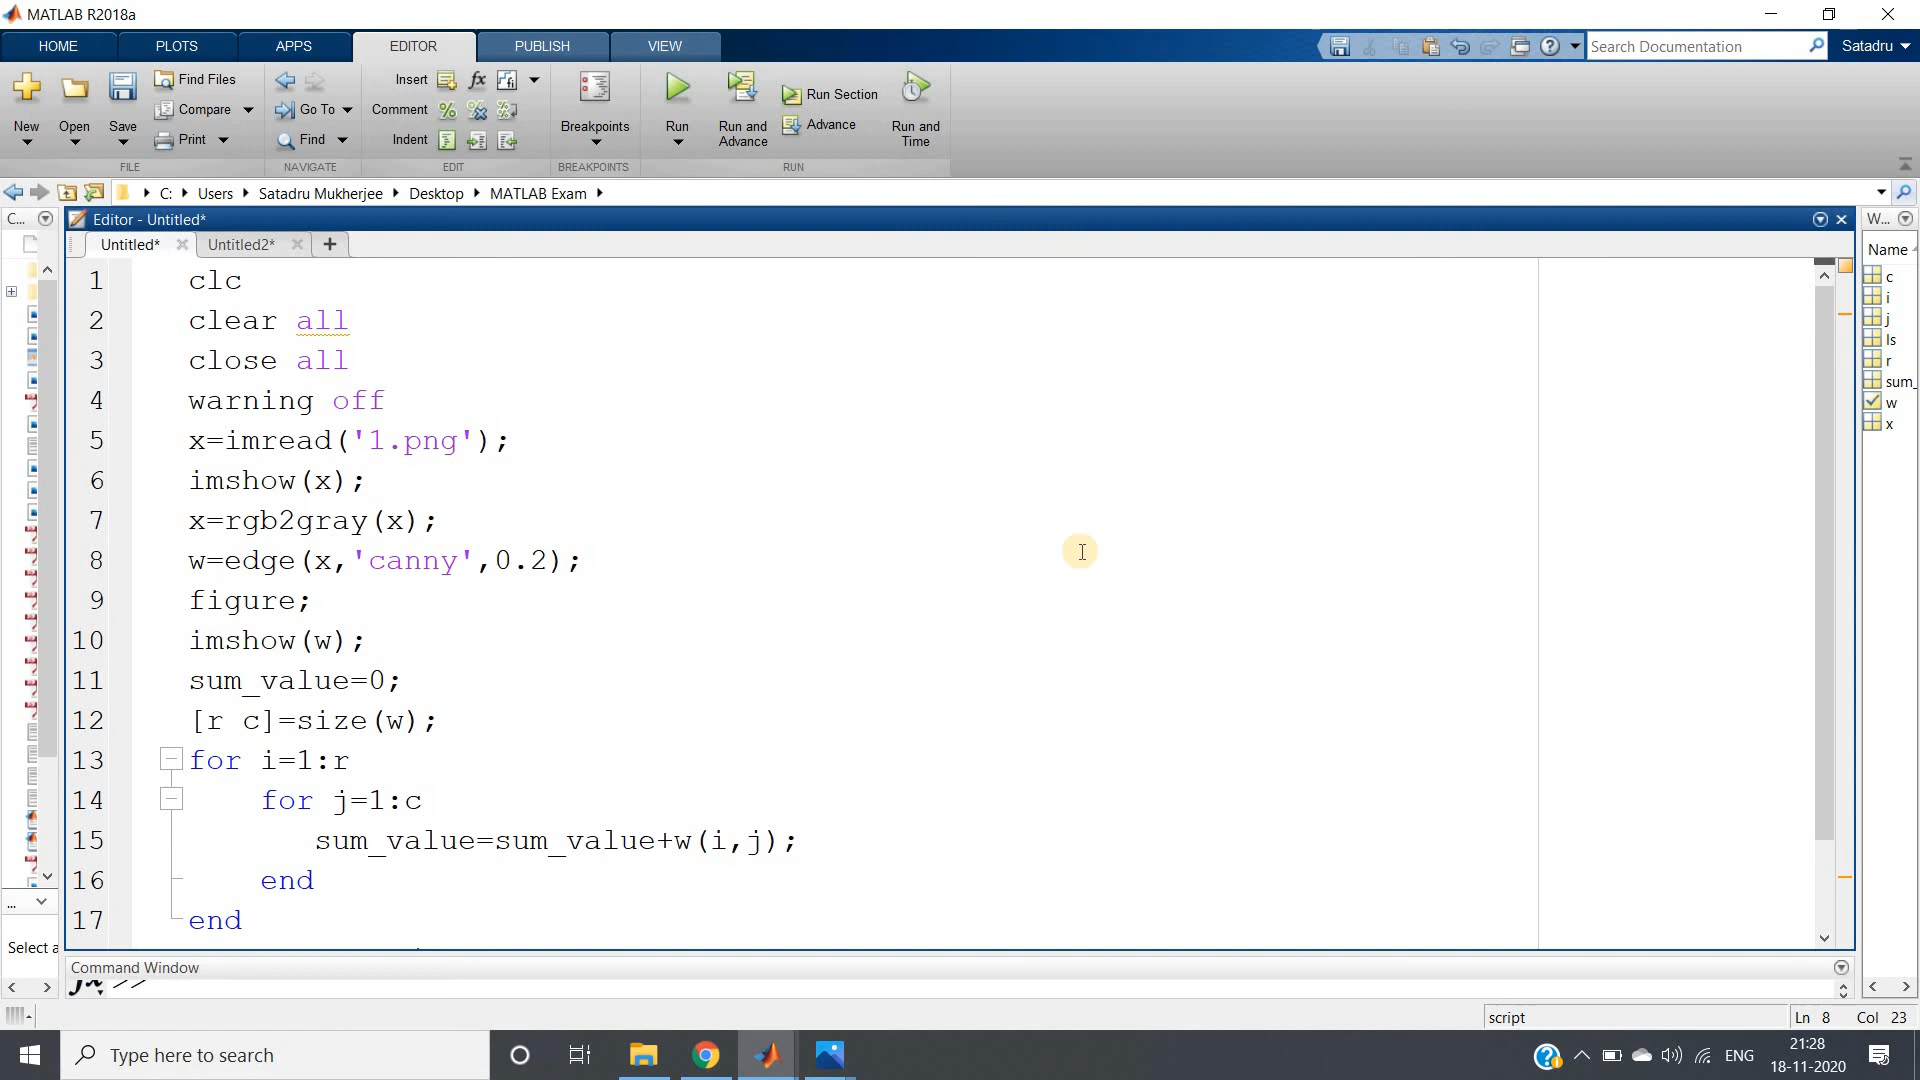 MATLAB R2018a
HOME PLOTS APPS EDITOR PUBLISH VIEW Search Documentation Satadru
New Open Save
Find Files
Compare
Print
FILE
Go To
Find
NAVIGATE
Insert
Comment
Indent
EDIT
Breakpoints
BREAKPOINTS
Run
Run and Advance
Run Section
Advance
Run and Time
RUN
C: Users Satadru Mukherjee Desktop MATLAB Exam
C...
Editor - Untitled*
W...
Untitled* Untitled2* +
Name
1 clc
2 clear all
3 close all
4 warning off
5 x=imread('1.png');
6 imshow(x);
7 x=rgb2gray(x);
8 w=edge(x,'canny',0.2);
9 figure;
10 imshow(w);
11 sum_value=0;
12 [r c]=size(w);
13 for i=1:r
14 for j=1:c
15 sum_value=sum_value+w(i,j);
16 end
17 end
c
i
j
ls
r
sum_
w
x
...
Select a
Command Window
fx >>
script Ln 8 Col 23
Type here to search
ENG
21:28
18-11-2020